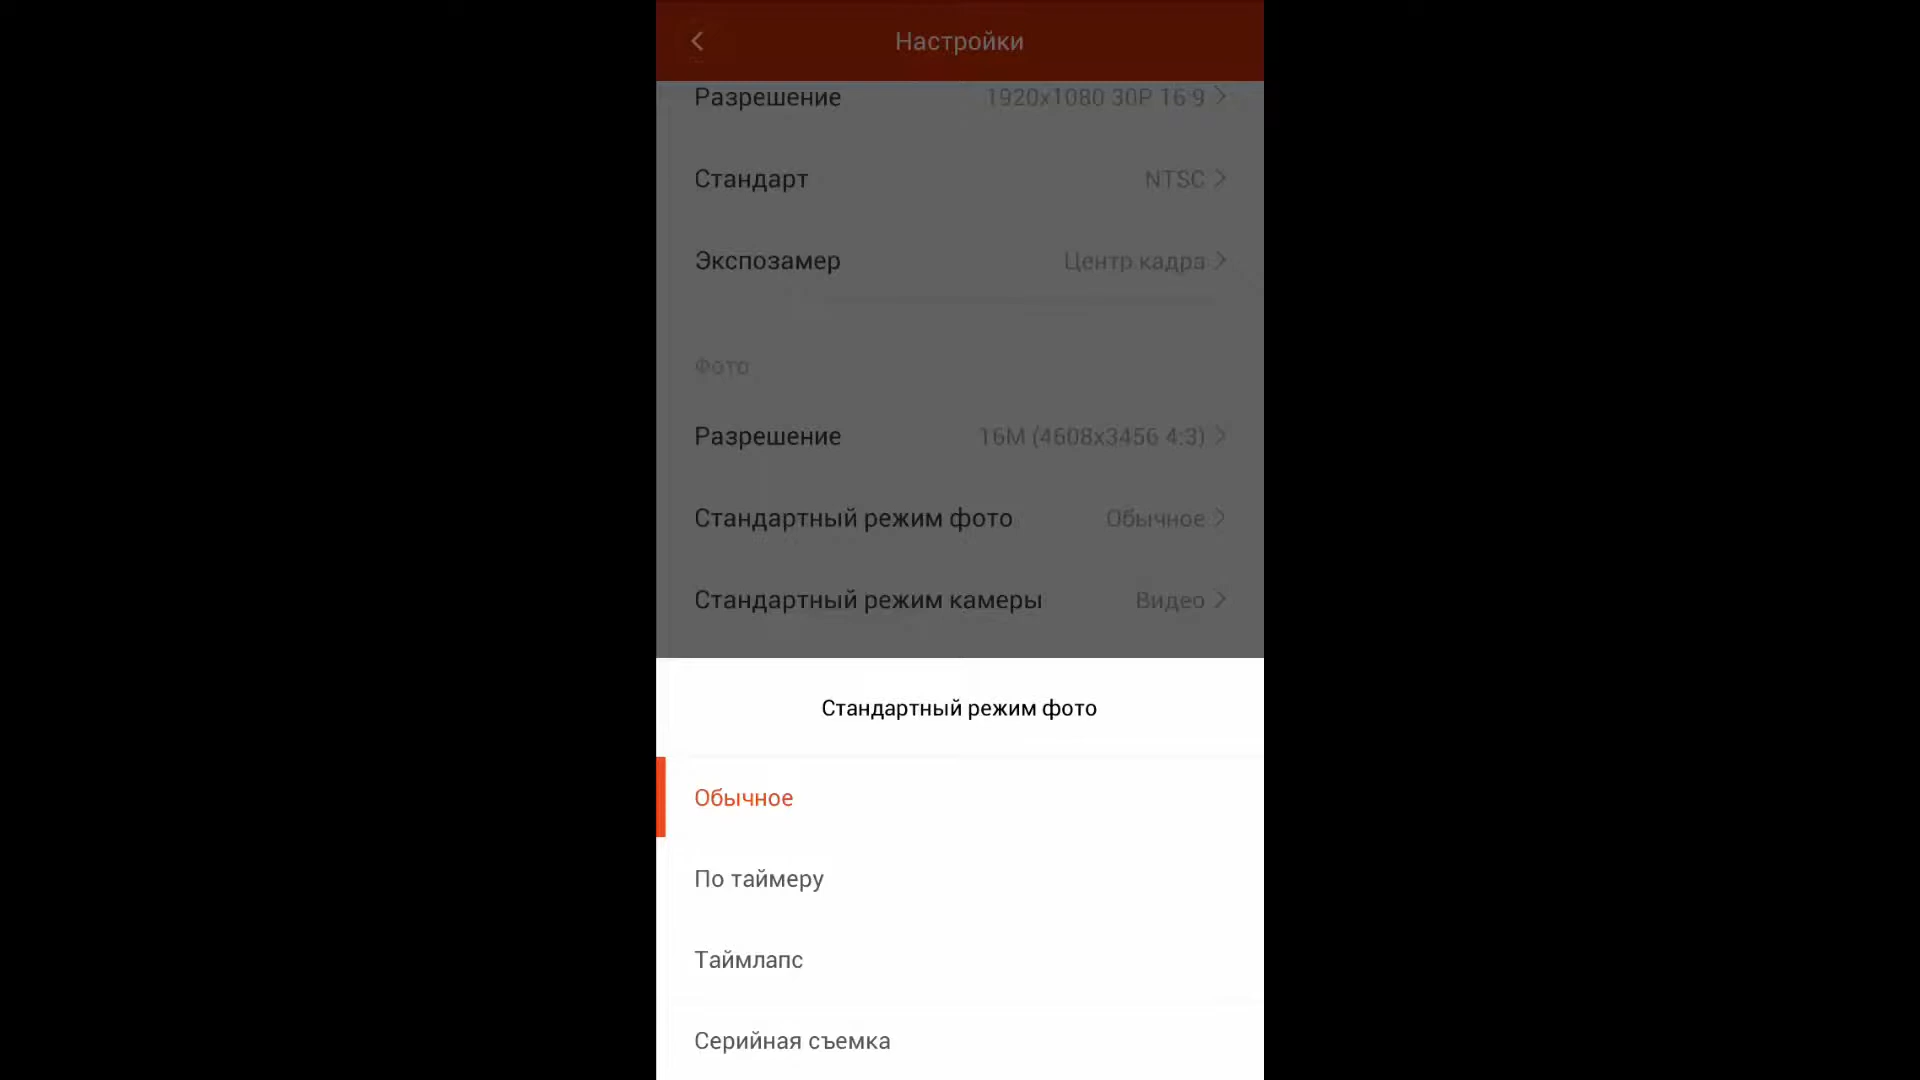 Настройки
Разрешение 1920x1080 30P 16:9
Стандарт NTSC
Экспозамер Центр кадра
Фото
Разрешение 16M (4608x3456 4:3)
Стандартный режим фото Обычное
Стандартный режим камеры Видео
Стандартный режим фото
Обычное
По таймеру
Таймлапс
Серийная съемка